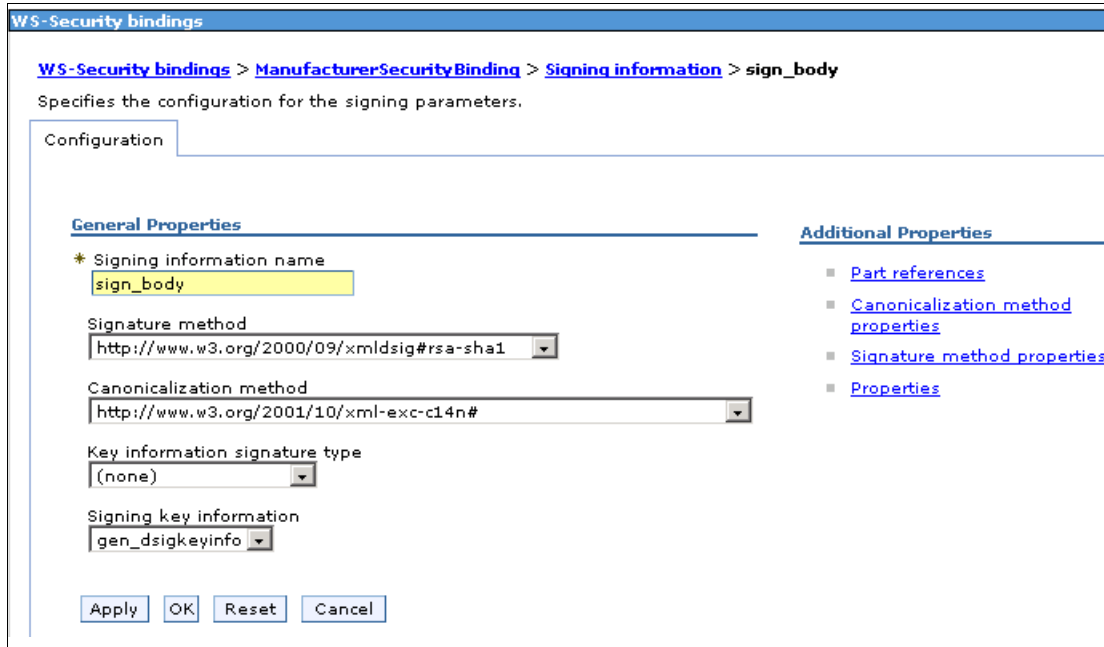 WS-Security bindings
WS-Security bindings > ManufacturerSecurityBinding > Signing information > sign_body
Specifies the configuration for the signing parameters.
Configuration
General Properties
* Signing information name
sign_body
Signature method
http://www.w3.org/2000/09/xmldsig#rsa-sha1
Canonicalization method
http://www.w3.org/2001/10/xml-exc-c14n#
Key information signature type
(none)
Signing key information
gen_dsigkeyinfo
Apply OK Reset Cancel
Additional Properties
Part references
Canonicalization method
properties
Signature method properties
Properties